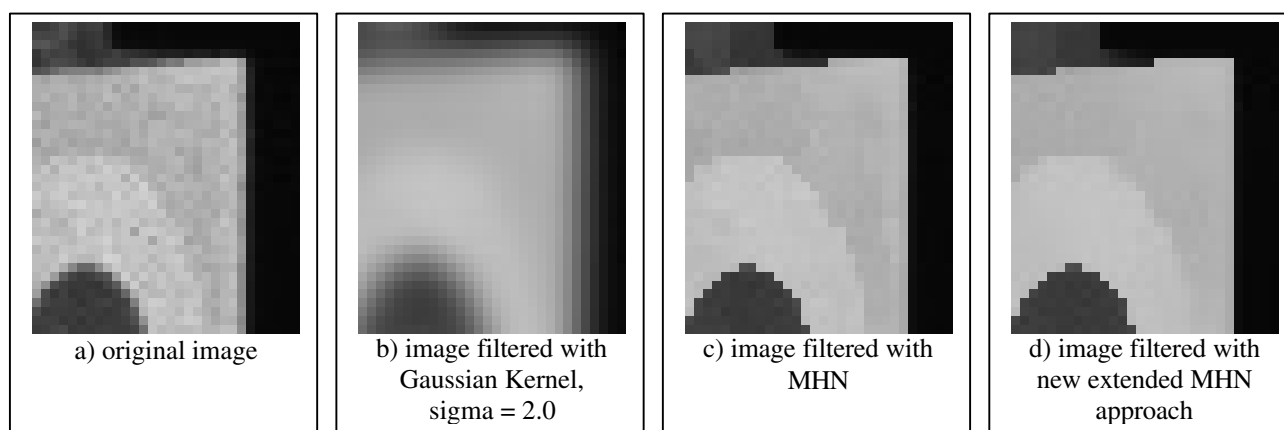 a) original image
b) image filtered with
Gaussian Kernel,
sigma = 2.0
c) image filtered with
MHN
d) image filtered with
new extended MHN
approach